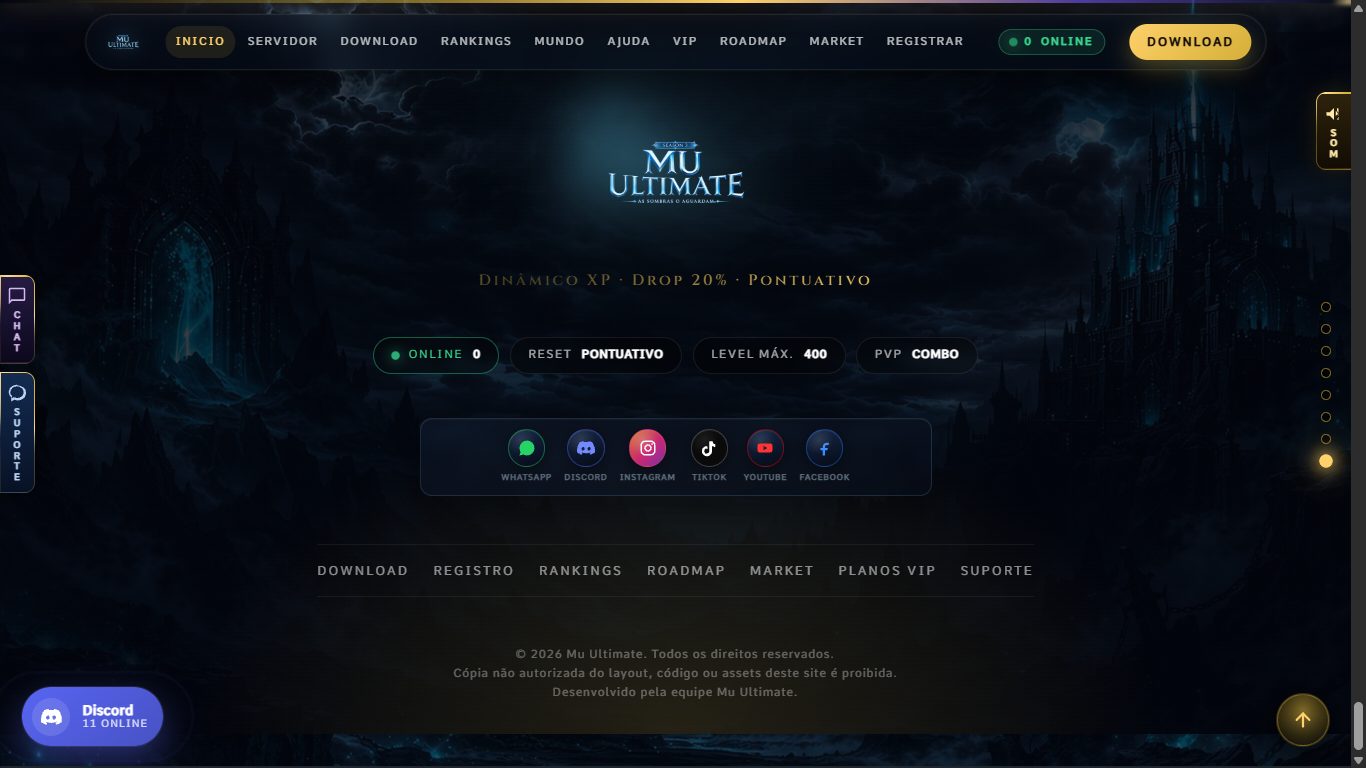 MU
ULTIMATE
INICIO
SERVIDOR
DOWNLOAD
RANKINGS
MUNDO
AJUDA
VIP
ROADMAP
MARKET
REGISTRAR
0 ONLINE
DOWNLOAD
SOM
MU
ULTIMATE
AS SOMBRAS O AGUARDAM
CHAT
SUPORTE
Dinâmico XP · Drop 20% · Pontuativo
ONLINE 0
RESET PONTUATIVO
LEVEL MÁX. 400
PVP COMBO
WHATSAPP
DISCORD
INSTAGRAM
TIKTOK
YOUTUBE
FACEBOOK
DOWNLOAD
REGISTRO
RANKINGS
ROADMAP
MARKET
PLANOS VIP
SUPORTE
© 2026 Mu Ultimate. Todos os direitos reservados.
Cópia não autorizada do layout, código ou assets deste site é proibida.
Desenvolvido pela equipe Mu Ultimate.
Discord
11 ONLINE